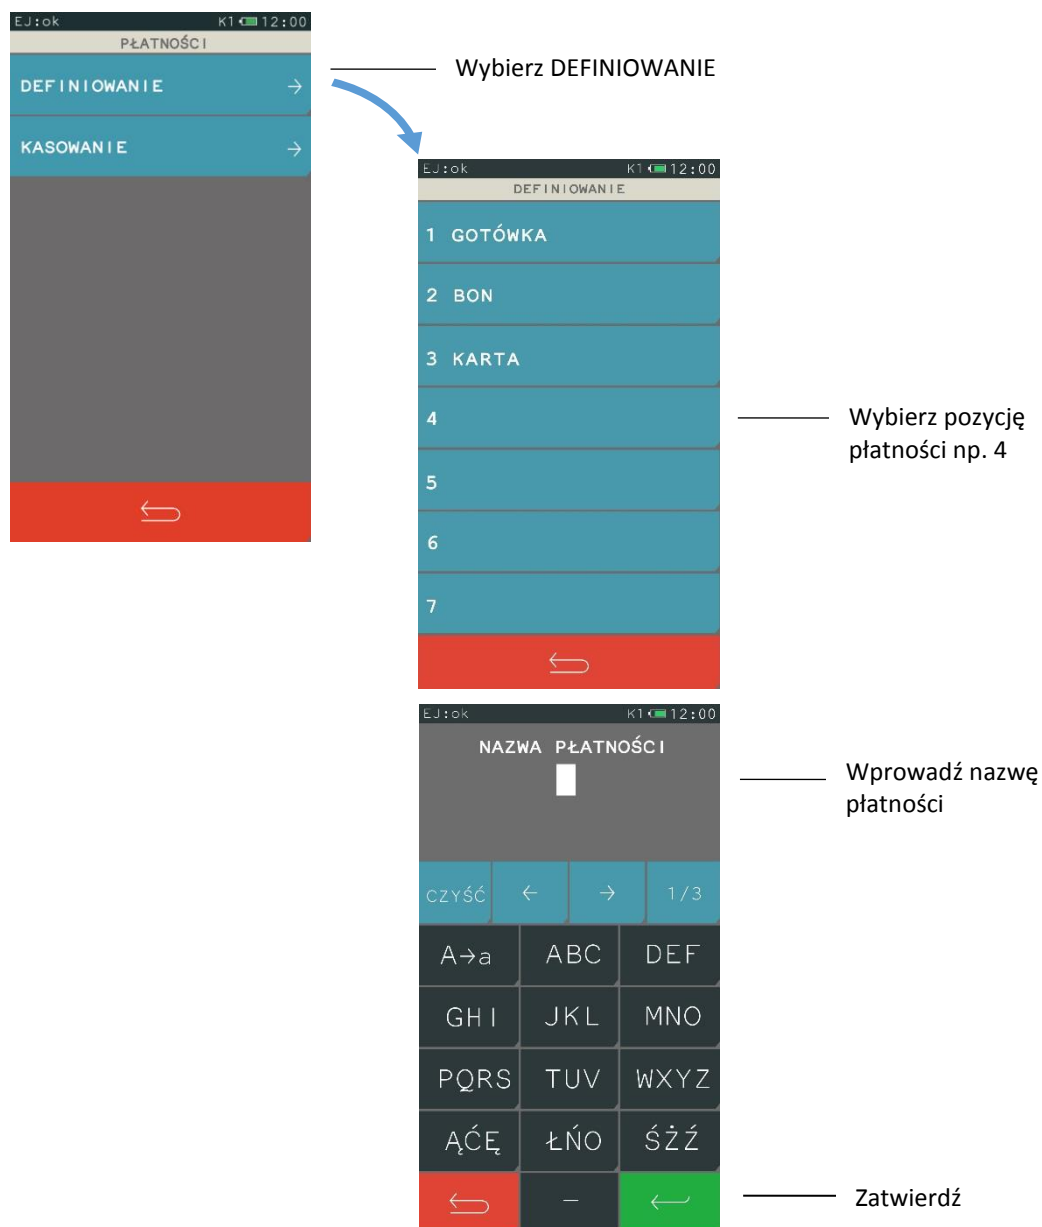 EJ:ok K1 12:00
PŁATNOŚCI
DEFINIOWANIE →
KASOWANIE →
Wybierz DEFINIOWANIE
EJ:ok K1 12:00
DEFINIOWANIE
1 GOTÓWKA
2 BON
3 KARTA
4
5
6
7
Wybierz pozycję
płatności np. 4
EJ:ok K1 12:00
NAZWA PŁATNOŚCI
Wprowadź nazwę
płatności
CZYŚĆ ← → 1/3
A→a ABC DEF
GHI JKL MNO
PQRS TUV WXYZ
ĄĆĘ ŁŃO ŚŻŹ
–
Zatwierdź